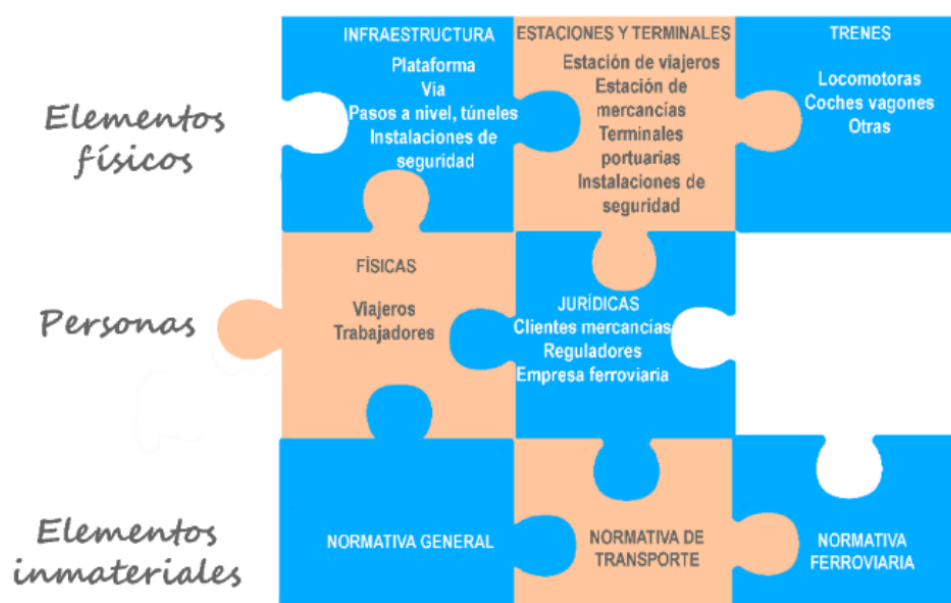 INFRAESTRUCTURA
Plataforma
Vía
Pasos a nivel, túneles
Instalaciones de
seguridad
ESTACIONES Y TERMINALES
Estación de viajeros
Estación de
mercancías
Terminales
portuarias
Instalaciones de
seguridad
TRENES
Locomotoras
Coches vagones
Otras
Elementos
físicos
FÍSICAS
Viajeros
Trabajadores
JURÍDICAS
Clientes mercancías
Reguladores
Empresa ferroviaria
Personas
NORMATIVA GENERAL
NORMATIVA DE
TRANSPORTE
NORMATIVA
FERROVIARIA
Elementos
inmateriales